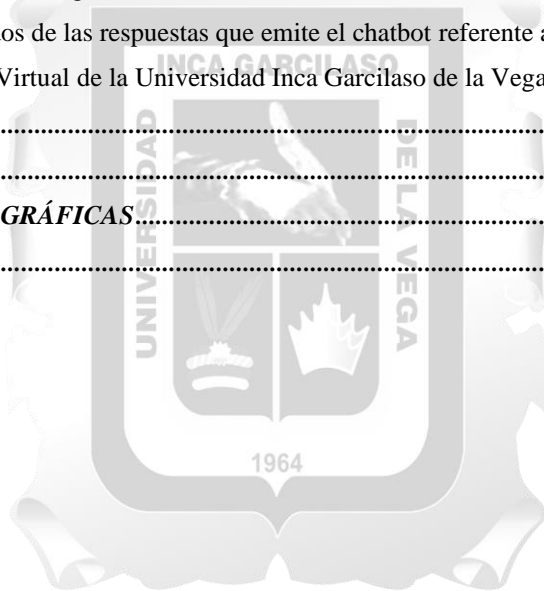 dos de las respuestas que emite el chatbot referente a
Virtual de la Universidad Inca Garcilaso de la Vega
INCA GARCILASO
UNIVERSIDAD
DE LA VEGA
................................................................
................................................................
GRÁFICAS................................................................
................................................................
1964